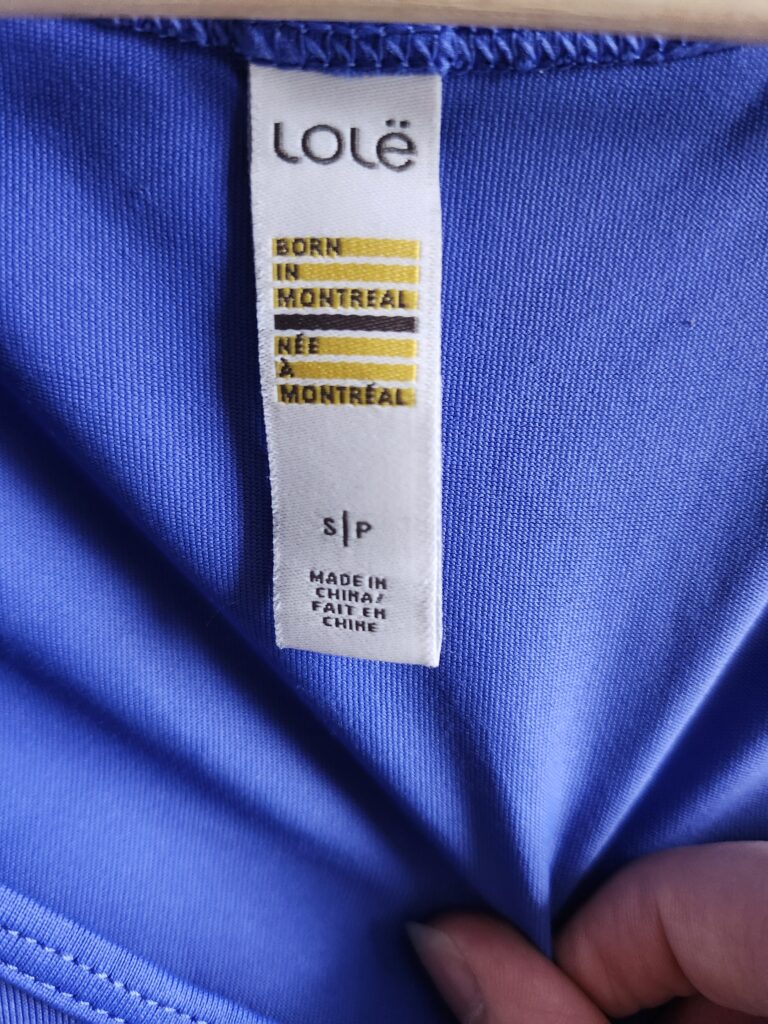 Lolë
BORN
IN
MONTREAL
NÉE
À
MONTRÉAL
S|P
MADE IN
CHINA/
FAIT EN
CHINE